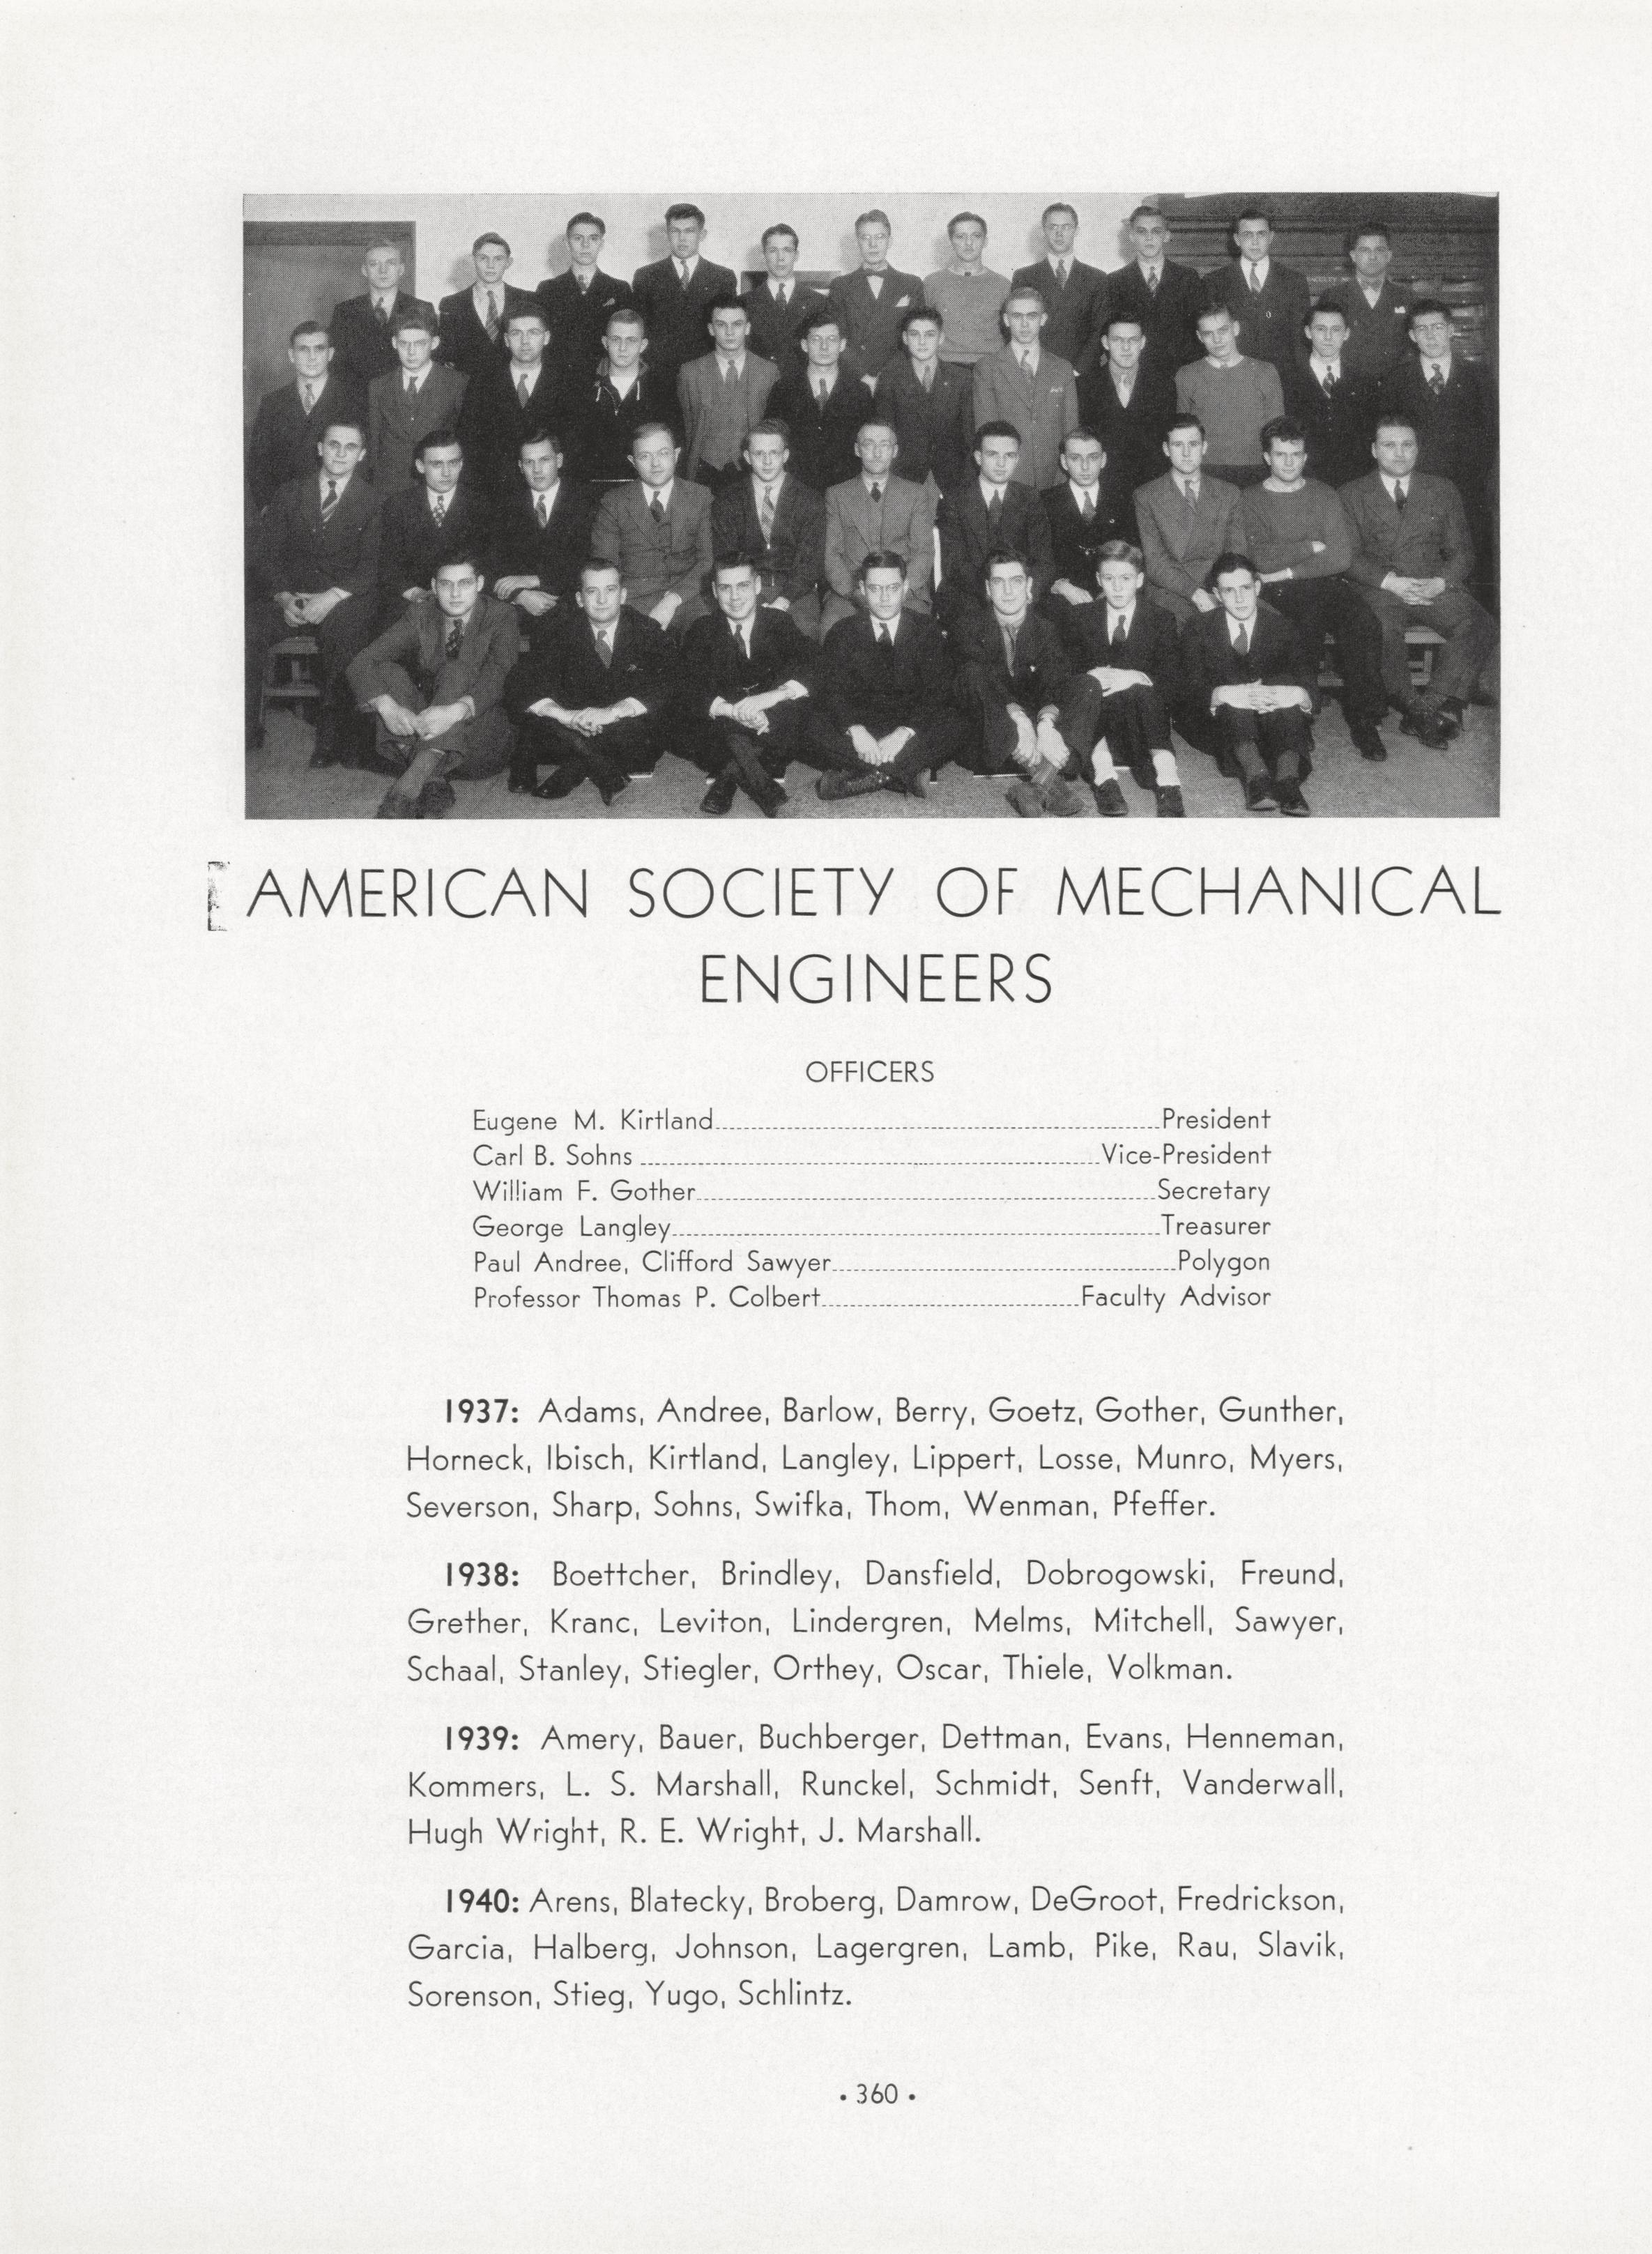 AMERICAN SOCIETY OF MECHANICAL
ENGINEERS
OFFICERS
Eugene M. Kirtland President
Carl B. Sohns Vice-President
William F. Gother Secretary
George Langley Treasurer
Paul Andree, Clifford Sawyer Polygon
Professor Thomas P. Colbert Faculty Advisor
1937: Adams, Andree, Barlow, Berry, Goetz, Gother, Gunther,
Horneck, Ibisch, Kirtland, Langley, Lippert, Losse, Munro, Myers,
Severson, Sharp, Sohns, Swifka, Thom, Wenman, Pfeffer.
1938: Boettcher, Brindley, Dansfield, Dobrogowski, Freund,
Grether, Kranc, Leviton, Lindergren, Melms, Mitchell, Sawyer,
Schaal, Stanley, Stiegler, Orthey, Oscar, Thiele, Volkman.
1939: Amery, Bauer, Buchberger, Dettman, Evans, Henneman,
Kommers, L. S. Marshall, Runckel, Schmidt, Senft, Vanderwall,
Hugh Wright, R. E. Wright, J. Marshall.
1940: Arens, Blatecky, Broberg, Damrow, DeGroot, Fredrickson,
Garcia, Halberg, Johnson, Lagergren, Lamb, Pike, Rau, Slavik,
Sorenson, Stieg, Yugo, Schlintz.
• 360 •